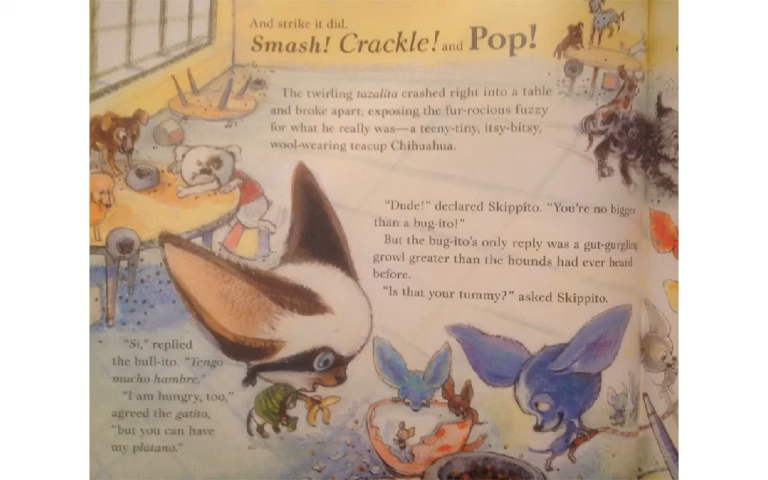 And strike it did.
Smash! Crackle! and Pop!
The twirling tazalita crashed right into a table
and broke apart, exposing the fur-rocious fuzzy
for what he really was—a teeny-tiny, itsy-bitsy,
wool-wearing teacup Chihuahua.
"Dude!" declared Skippito. "You're no bigger
than a bug-ito!"
But the bug-ito's only reply was a gut-gurgling
growl greater than the hounds had ever heard
before.
"Is that your tummy?" asked Skippito.
"Sí," replied
the bull-ito. "Tengo
mucho hambre."
"I am hungry, too,"
agreed the gatito,
"but you can have
my plátano."